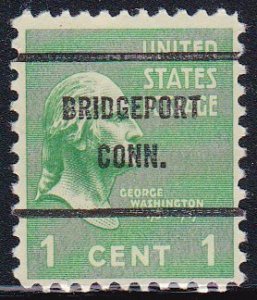 UNITED
STATES
BRIDGEPORT
CONN.
GEORGE
WASHINGTON
1 CENT 1